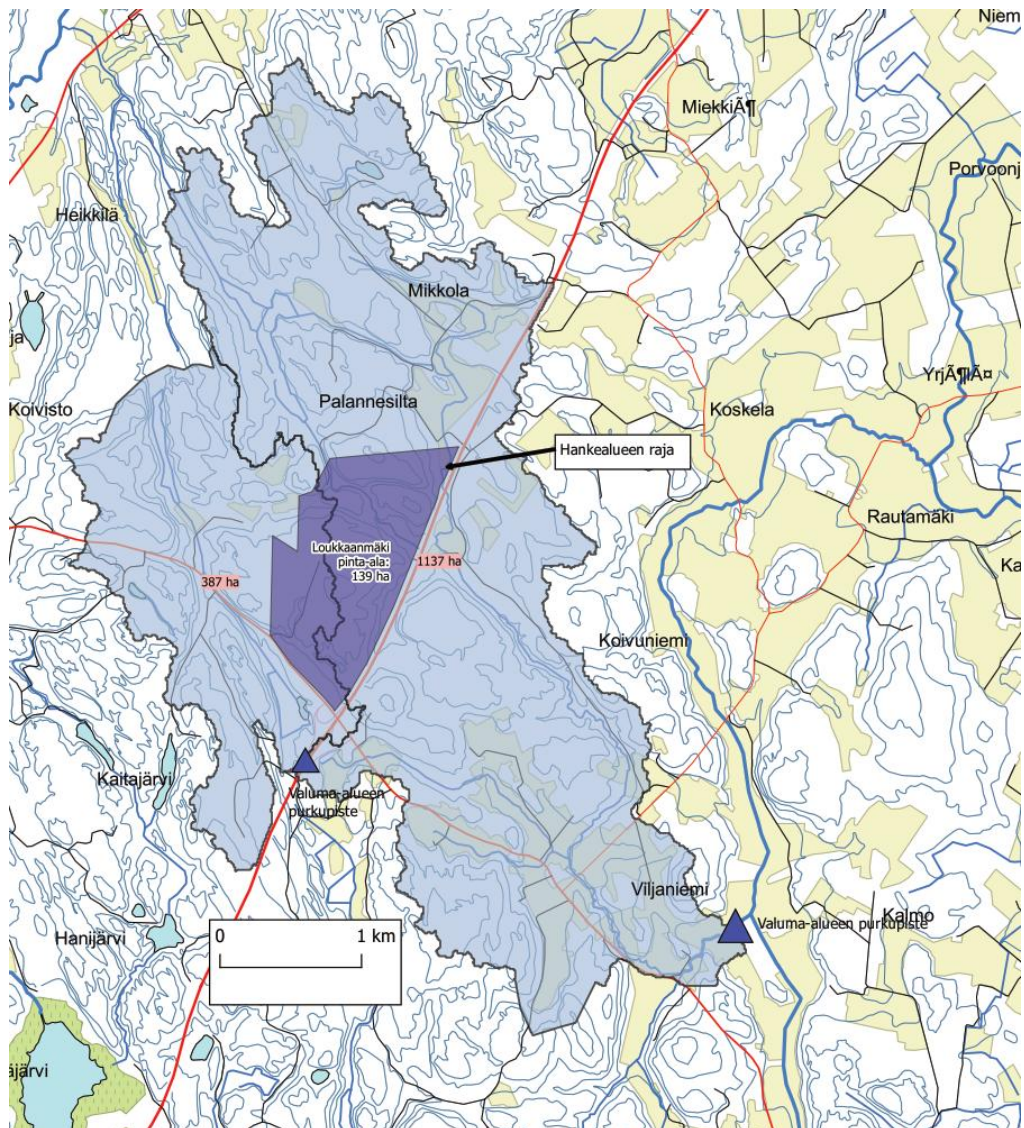 Niem
MiekkiÃ¶
Porvoonj
Heikkilä
Mikkola
ja
YrjÃ¶lÃ¤
Koivisto
Palannesilta
Koskela
Hankealueen raja
Rautamäki
Loukkaanmäki
pinta-ala:
139 ha
1137 ha
Ka
387 ha
Koivuniemi
Kaitajärvi
Valuma-alueen
purkupiste
Viljaniemi
Kalmo
Valuma-alueen purkupiste
Hanijärvi
0
1 km
ajärvi